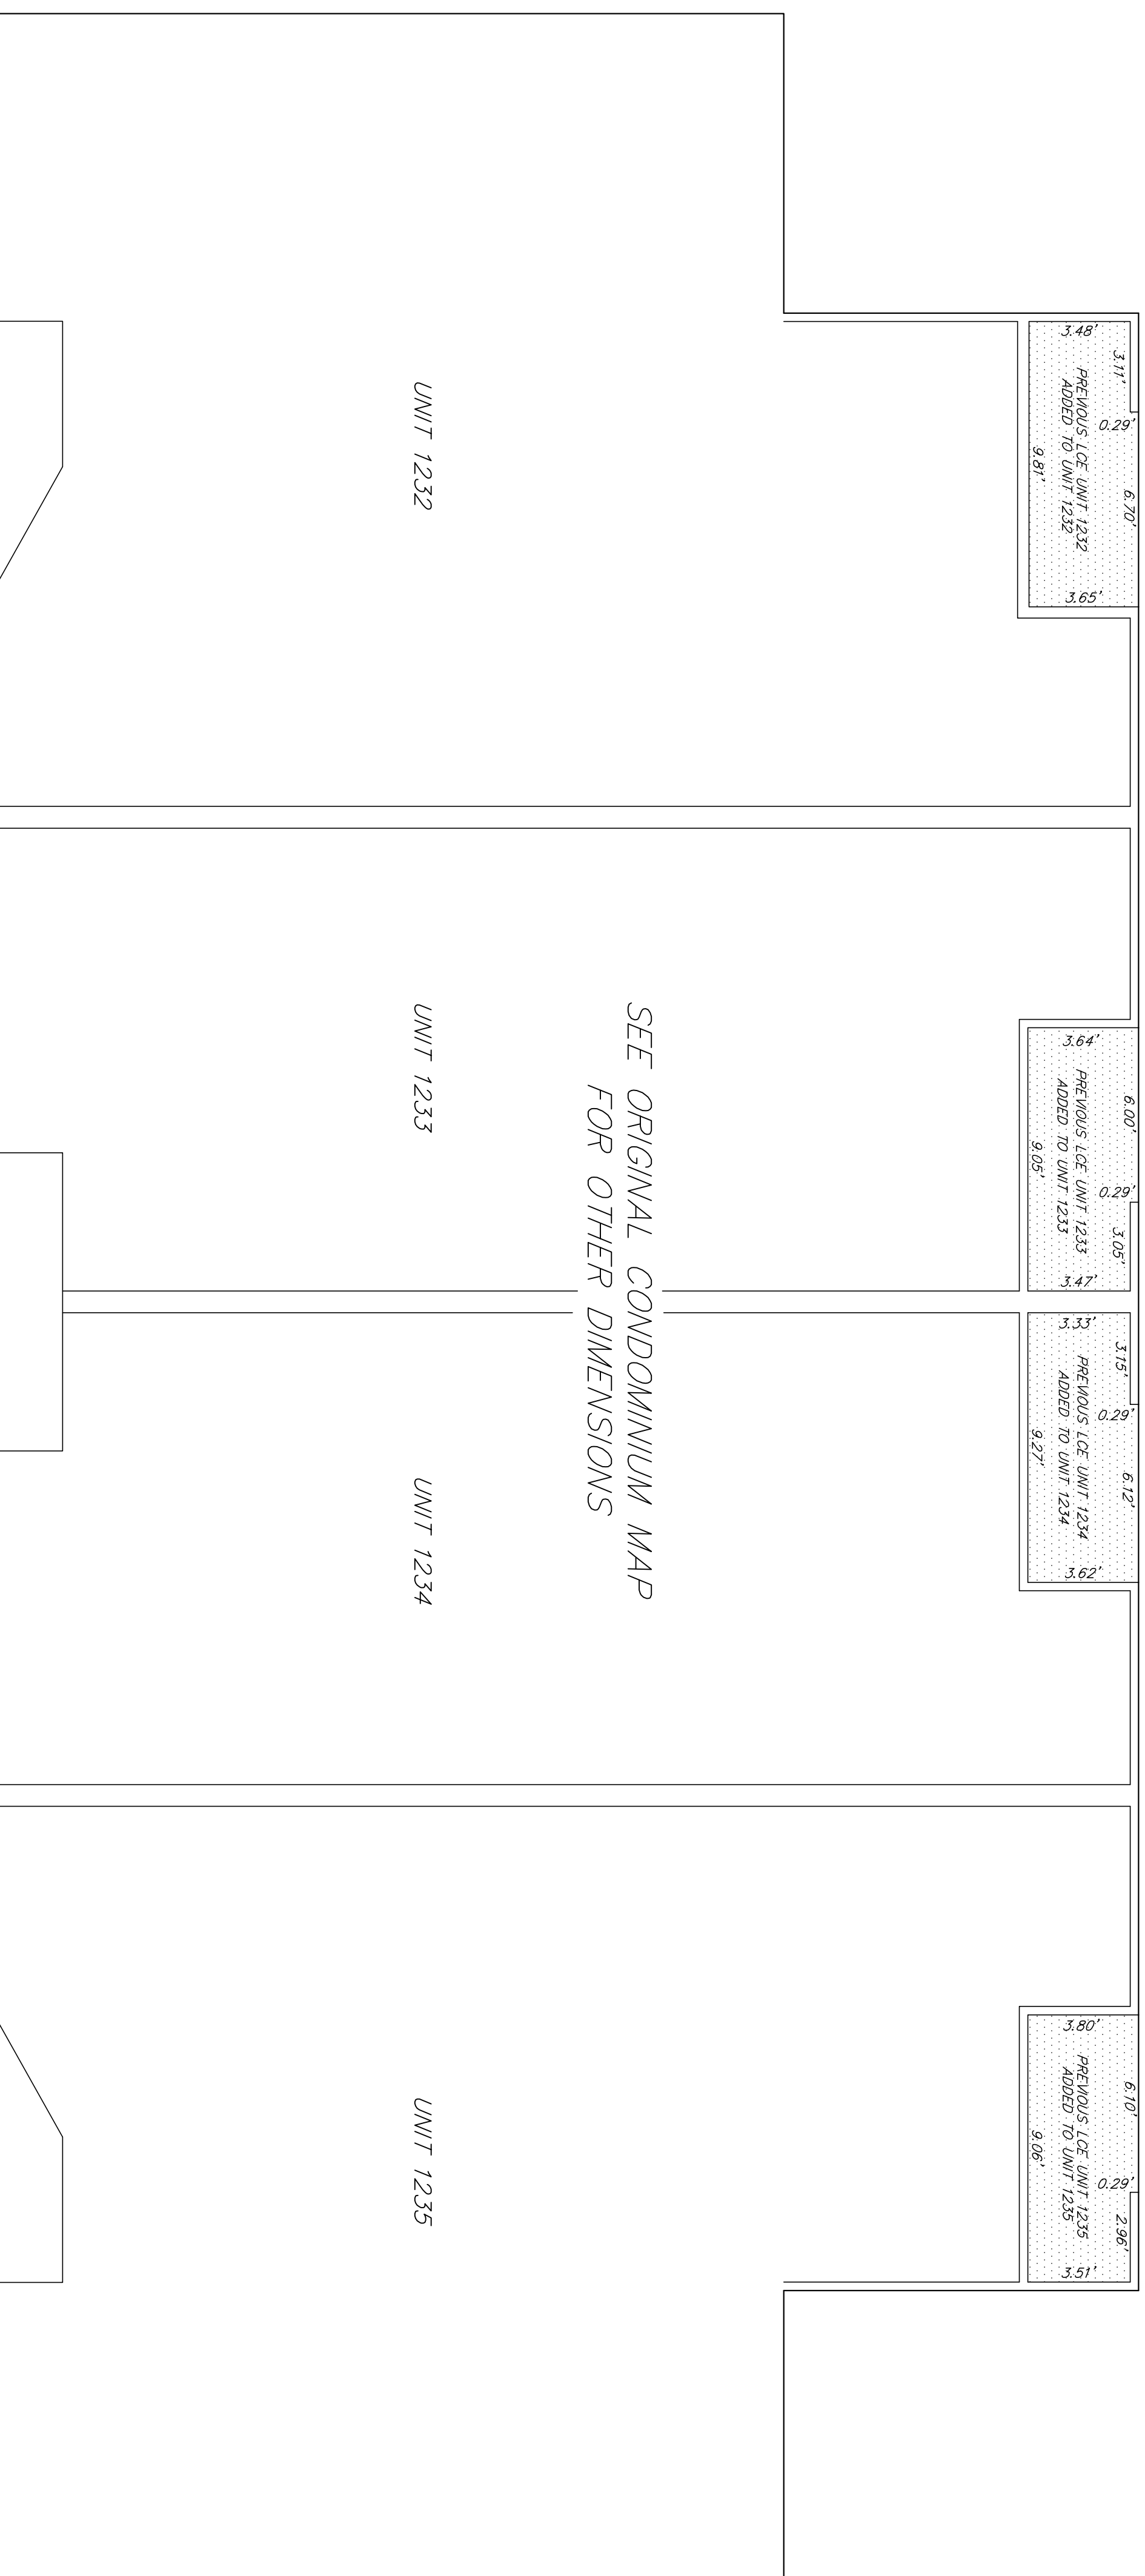 3.48'
3.11'
0.29'
PREVIOUS LCE UNIT 1232
ADDED TO UNIT 1232
6.70'
9.81'
3.65'
UNIT 1232
3.64'
6.00'
PREVIOUS LCE UNIT 1233
ADDED TO UNIT 1233
9.05'
0.29'
3.05'
3.47'
UNIT 1233
SEE ORIGINAL CONDOMINIUM MAP
FOR OTHER DIMENSIONS
3.33'
3.15'
0.29'
PREVIOUS LCE UNIT 1234
ADDED TO UNIT 1234
9.27'
6.12'
3.62'
UNIT 1234
3.80'
6.10'
PREVIOUS LCE UNIT 1235
ADDED TO UNIT 1235
9.06'
0.29'
2.96'
3.51'
UNIT 1235